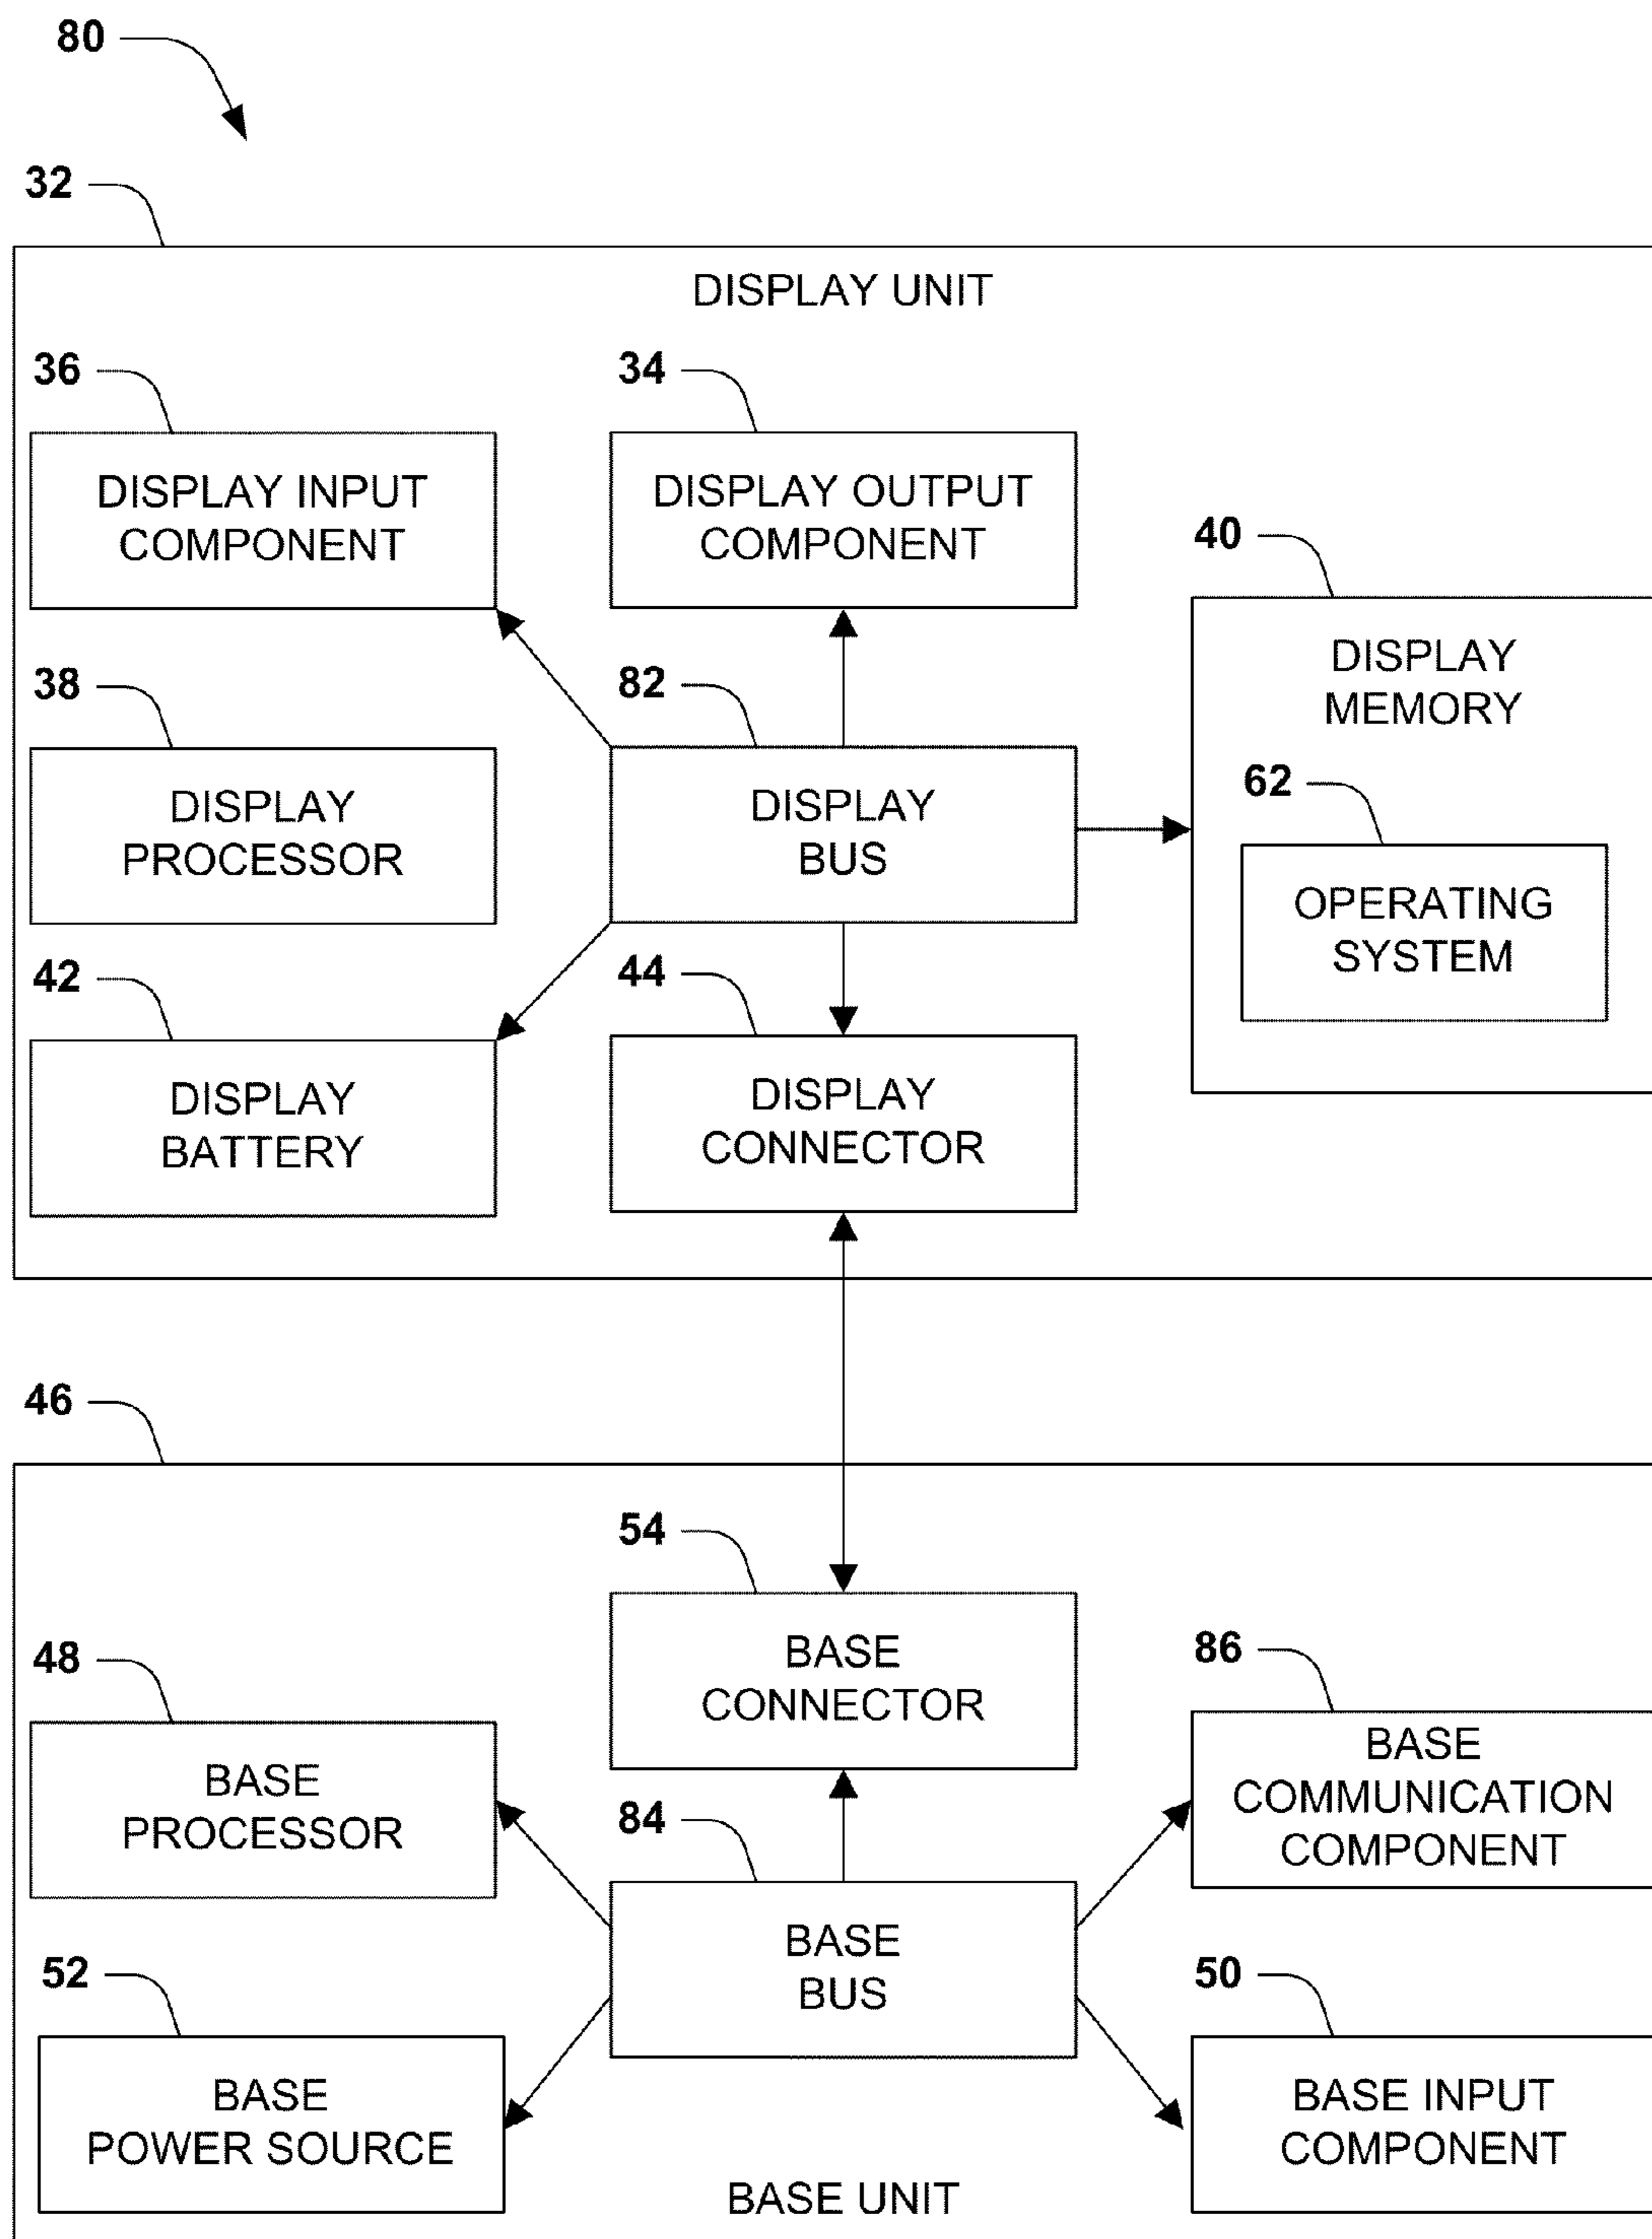 80
32
DISPLAY UNIT
36
34
DISPLAY INPUT
COMPONENT
DISPLAY OUTPUT
COMPONENT
40
DISPLAY
MEMORY
38
82
DISPLAY
PROCESSOR
DISPLAY
BUS
62
OPERATING
SYSTEM
42
44
DISPLAY
BATTERY
DISPLAY
CONNECTOR
46
54
BASE
CONNECTOR
48
86
BASE
PROCESSOR
BASE
COMMUNICATION
COMPONENT
84
BASE
BUS
52
50
BASE
POWER SOURCE
BASE INPUT
COMPONENT
BASE UNIT